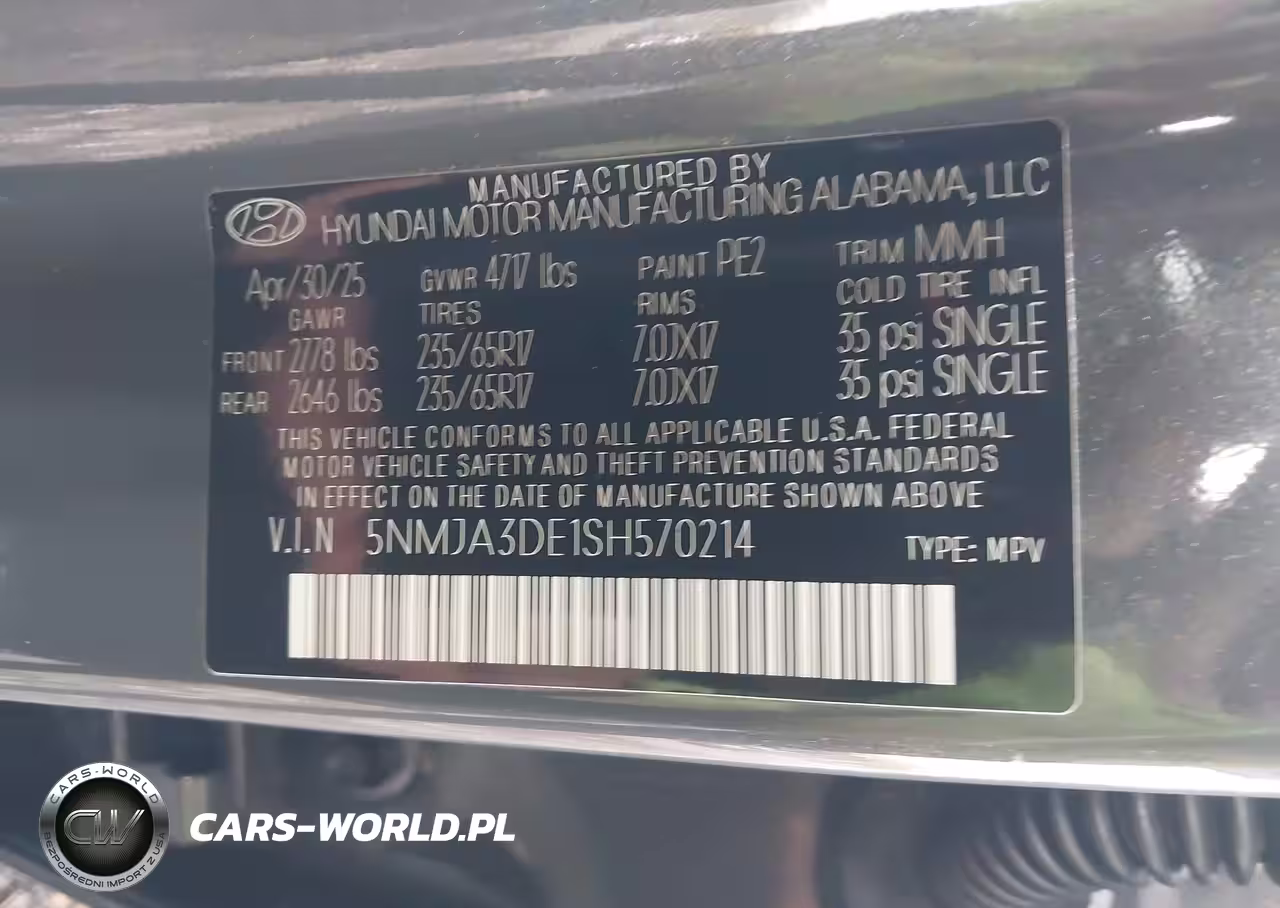 MANUFACTURED BY
HYUNDAI MOTOR MANUFACTURING ALABAMA, LLC
Apr/30/25 GVWR 4717 lbs PAINT PE2 TRIM MMH
GAWR TIRES RIMS COLD TIRE INFL
FRONT 2778 lbs 235/65R17 7.0JX17 35 psi SINGLE
REAR 2646 lbs 235/65R17 7.0JX17 35 psi SINGLE
THIS VEHICLE CONFORMS TO ALL APPLICABLE U.S.A. FEDERAL
MOTOR VEHICLE SAFETY AND THEFT PREVENTION STANDARDS
IN EFFECT ON THE DATE OF MANUFACTURE SHOWN ABOVE
V.I.N 5NMJA3DE1SH570214 TYPE: MPV
CARS-WORLD
CW
BEZPOŚREDNI IMPORT Z USA
CARS-WORLD.PL